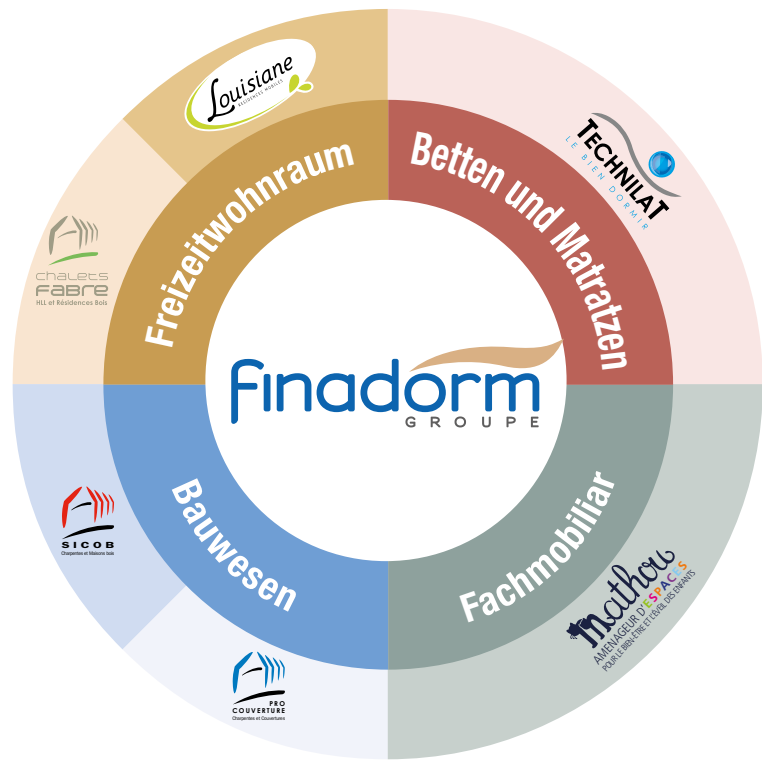 Louisiane
RÉSIDENCES MOBILES
Freizeitwohnraum
Betten und Matratzen
TECHNILAT
LE BIEN DORMIR
chalets
FABRE
HLL et Résidences Bois
finadorm
GROUPE
SICOB
Charpentes et Maisons bois
Bauwesen
Fachmobiliar
mathou
AMENAGEUR D'ESPACES
POUR LE BIEN-ÊTRE ET L'ÉVEIL DES ENFANTS
PRO
COUVERTURE
Charpentes et Couvertures